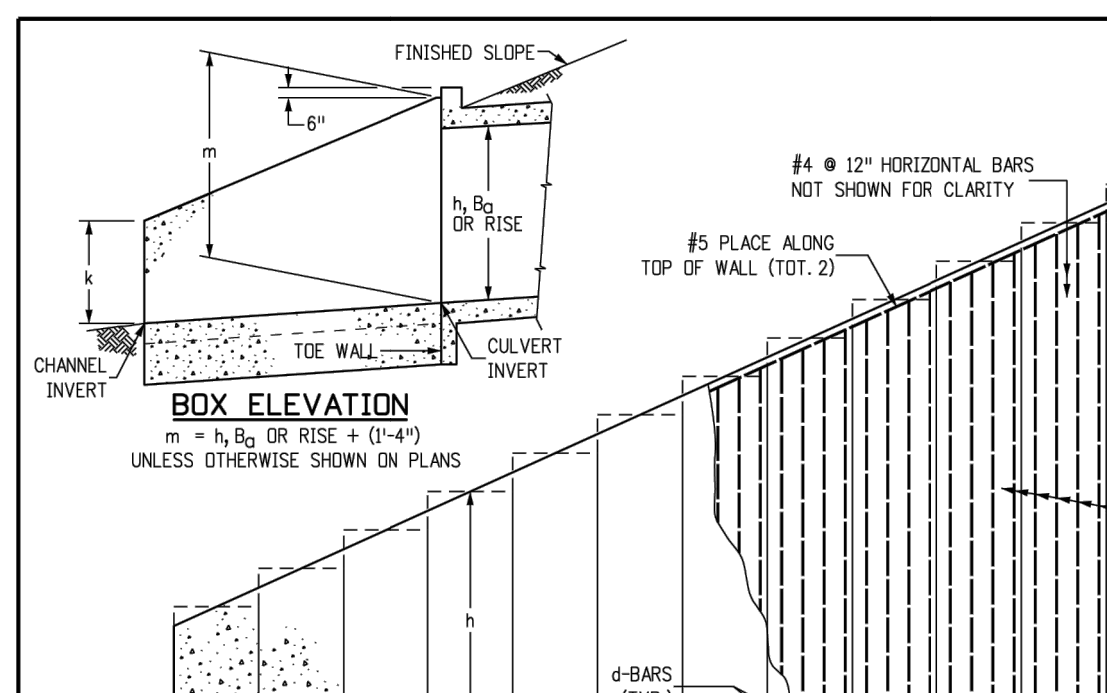 FINISHED SLOPE
6"
m
h, Ba
OR RISE
k
TOE WALL
CHANNEL
INVERT
CULVERT
INVERT
BOX ELEVATION
m = h, Ba OR RISE + (1'-4")
UNLESS OTHERWISE SHOWN ON PLANS
#4 @ 12" HORIZONTAL BARS
NOT SHOWN FOR CLARITY
#5 PLACE ALONG
TOP OF WALL (TOT. 2)
h
d-BARS
(TYP.)